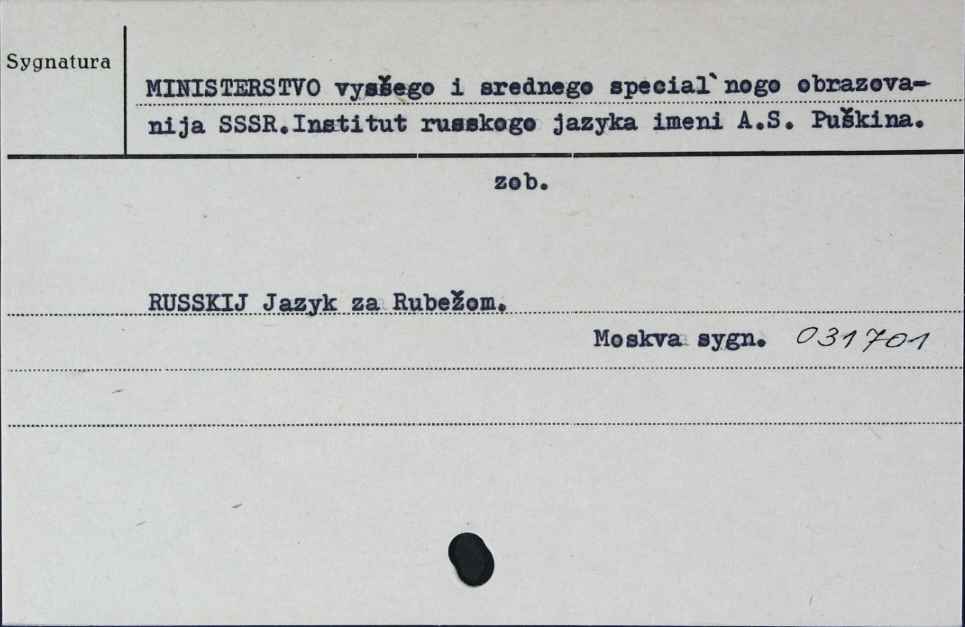 Sygnatura
MINISTERSTVO vysšego i srednego special`nogo obrazova-
nija SSSR.Institut russkogo jazyka imeni A.S. Puškina.
zob.
RUSSKIJ Jazyk za Rubežom.
Moskva sygn. 031701